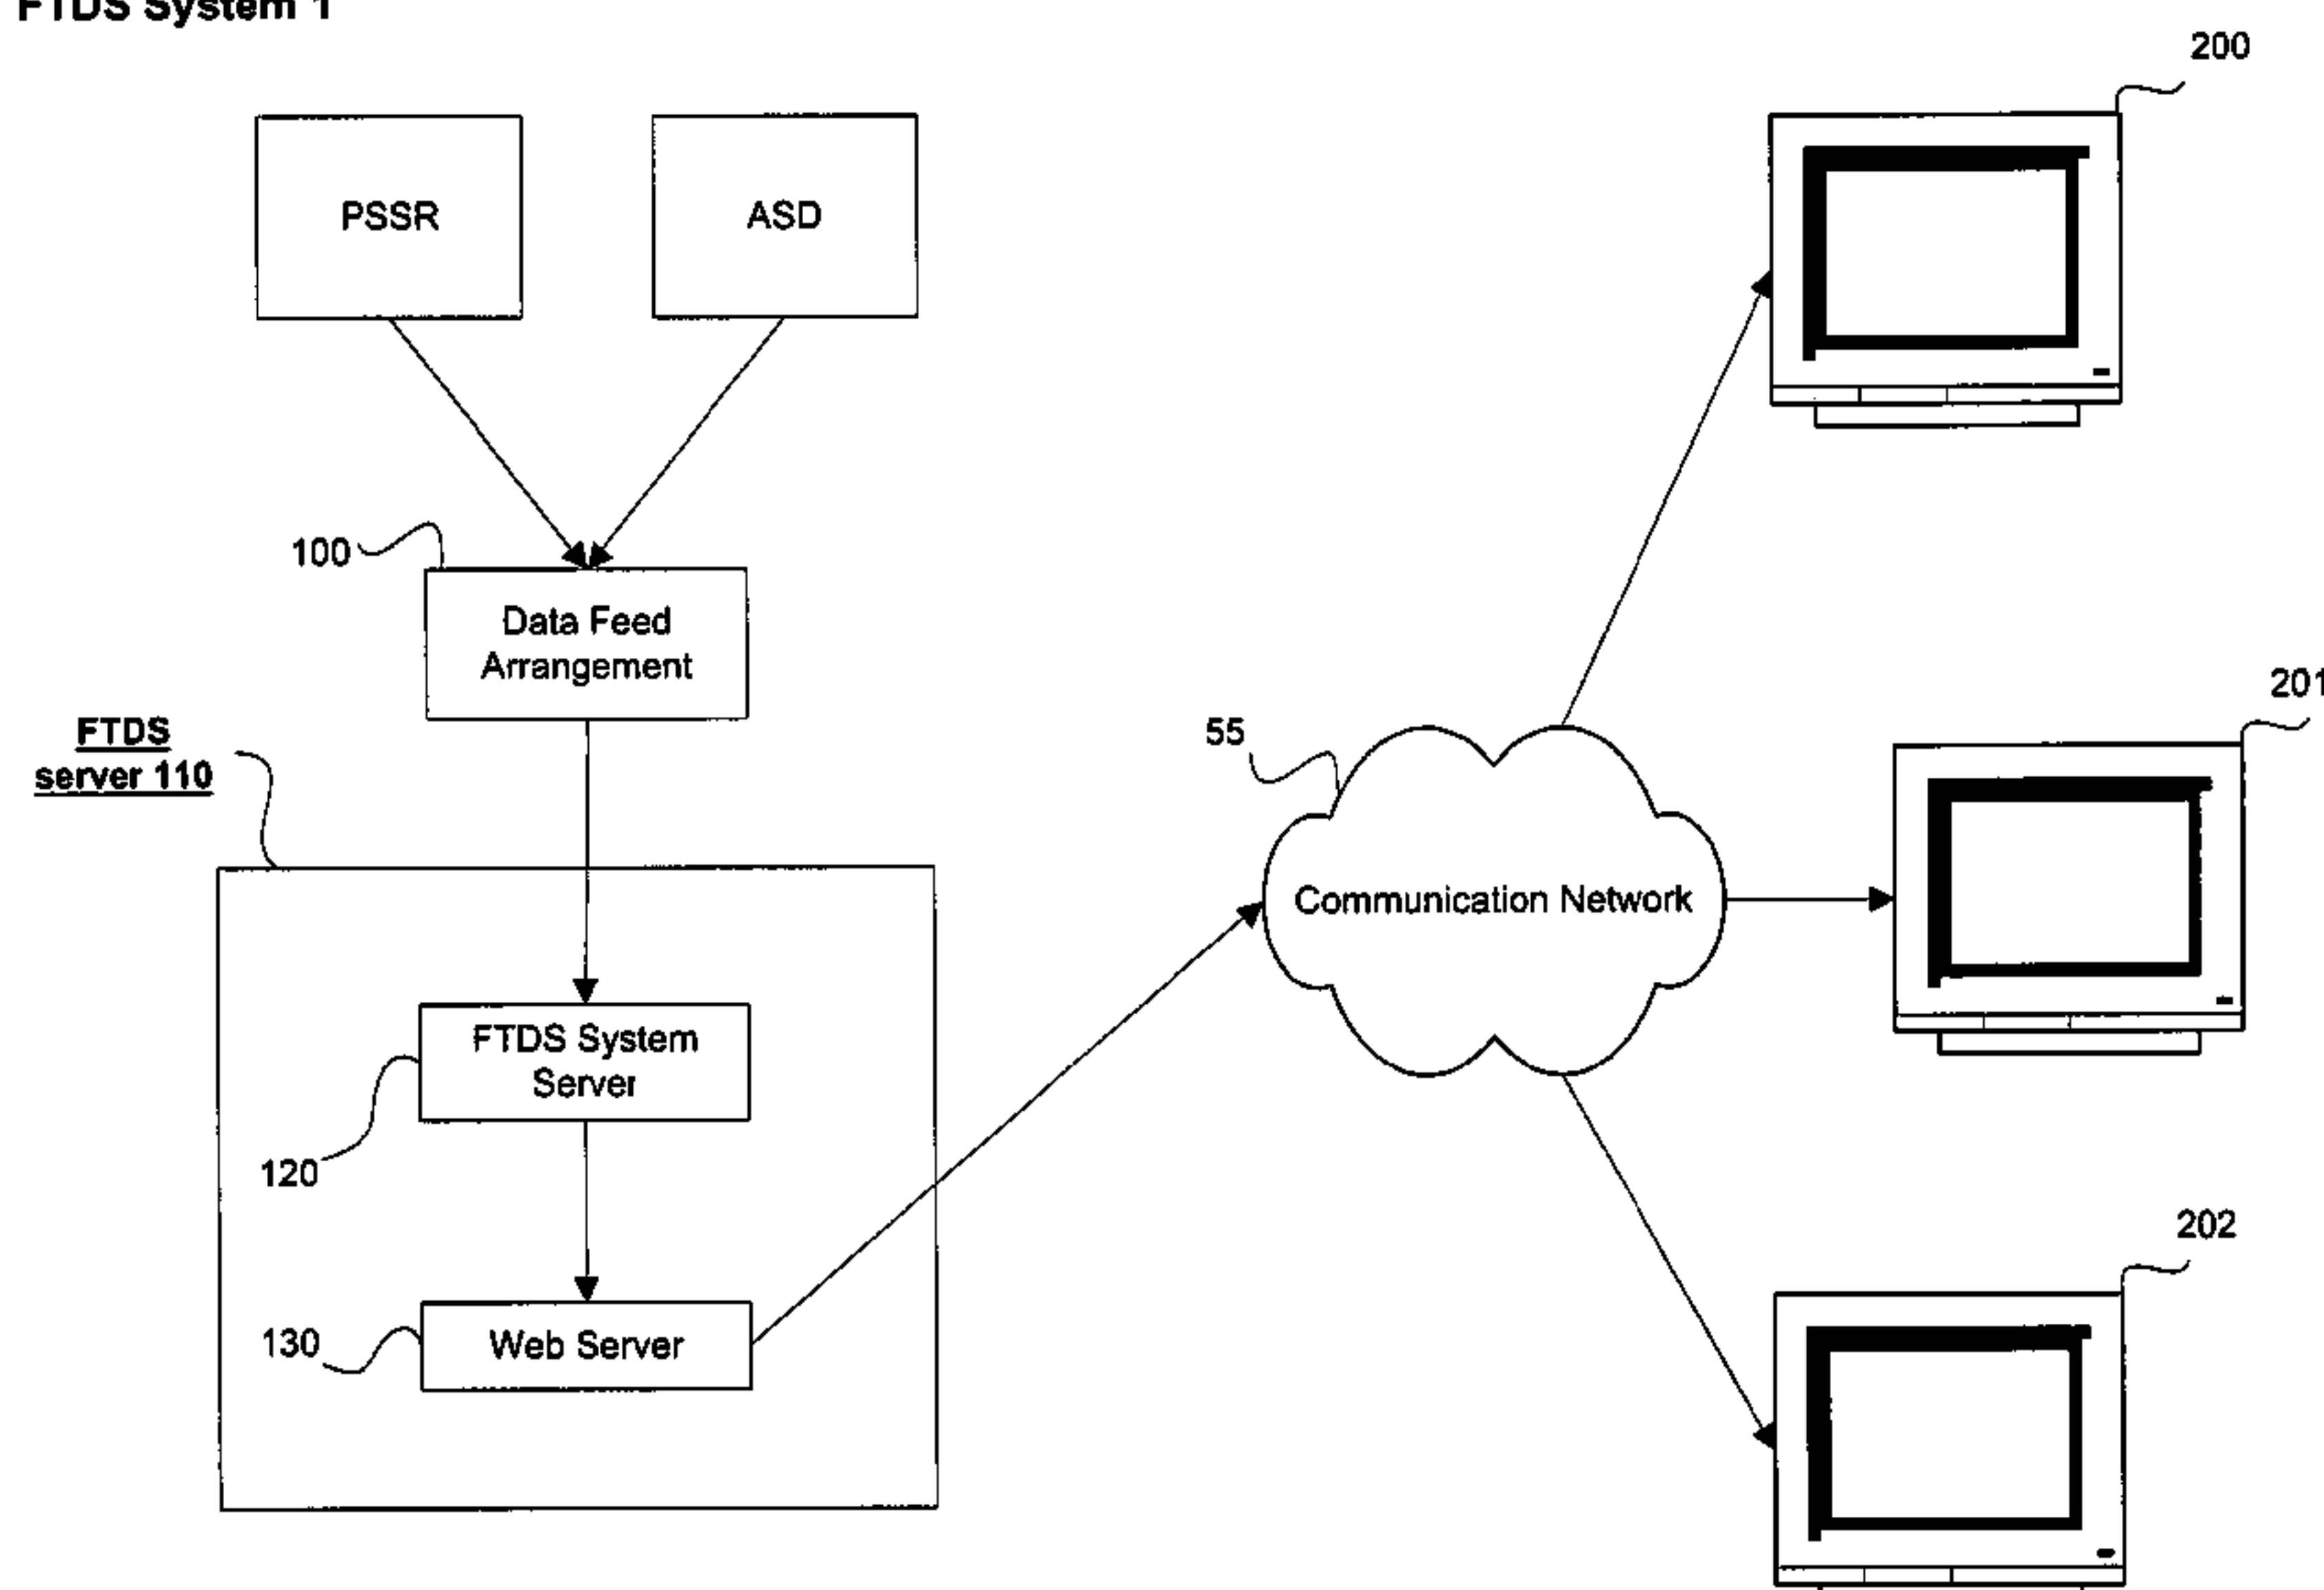 FTDS System 1
200
PSSR
ASD
100
Data Feed
Arrangement
201
FTDS
server 110
55
Communication Network
FTDS System
Server
120
202
130
Web Server